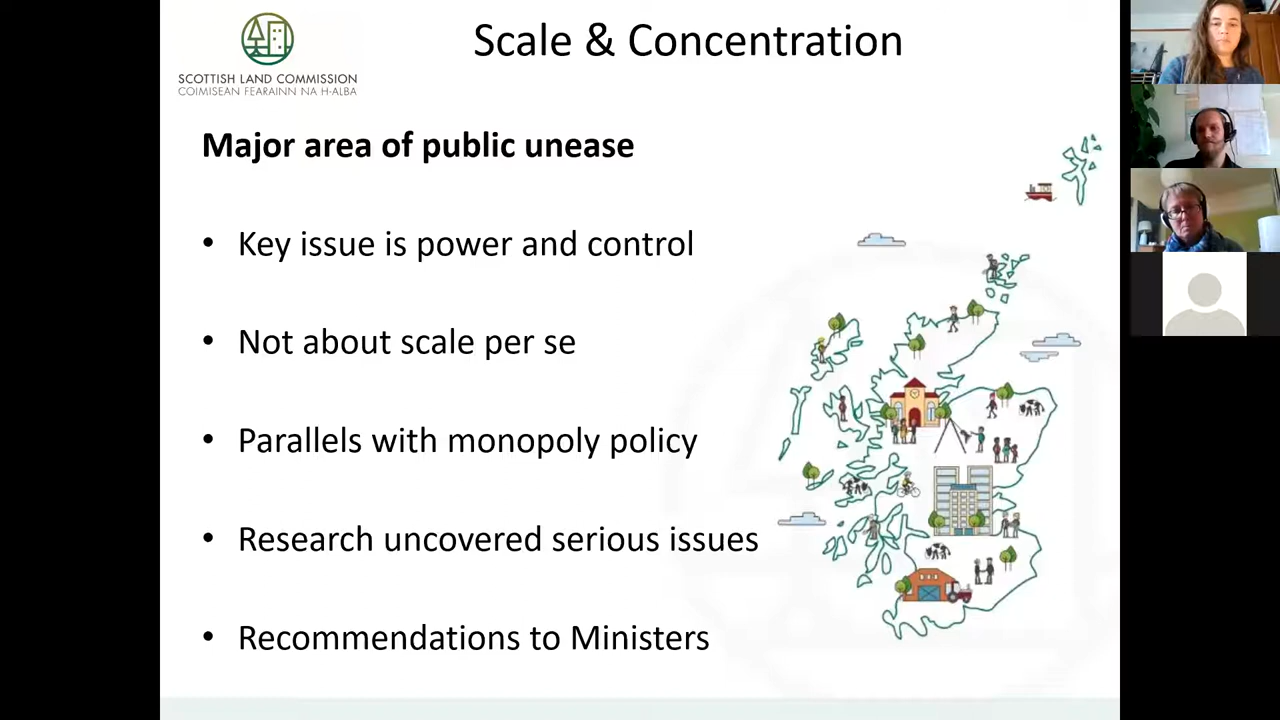 SCOTTISH LAND COMMISSION
COIMISEAN FEARAINN NA H-ALBA
Scale & Concentration
Major area of public unease
• Key issue is power and control
• Not about scale per se
• Parallels with monopoly policy
• Research uncovered serious issues
• Recommendations to Ministers